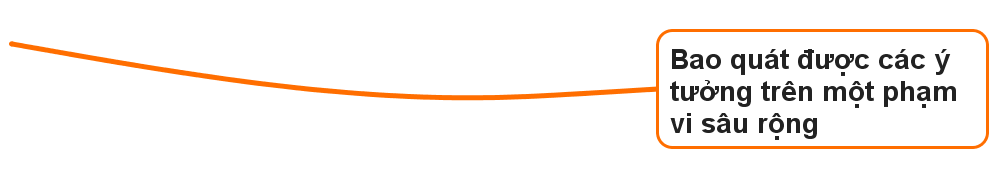 Bao quát được các ý
tưởng trên một phạm
vi sâu rộng